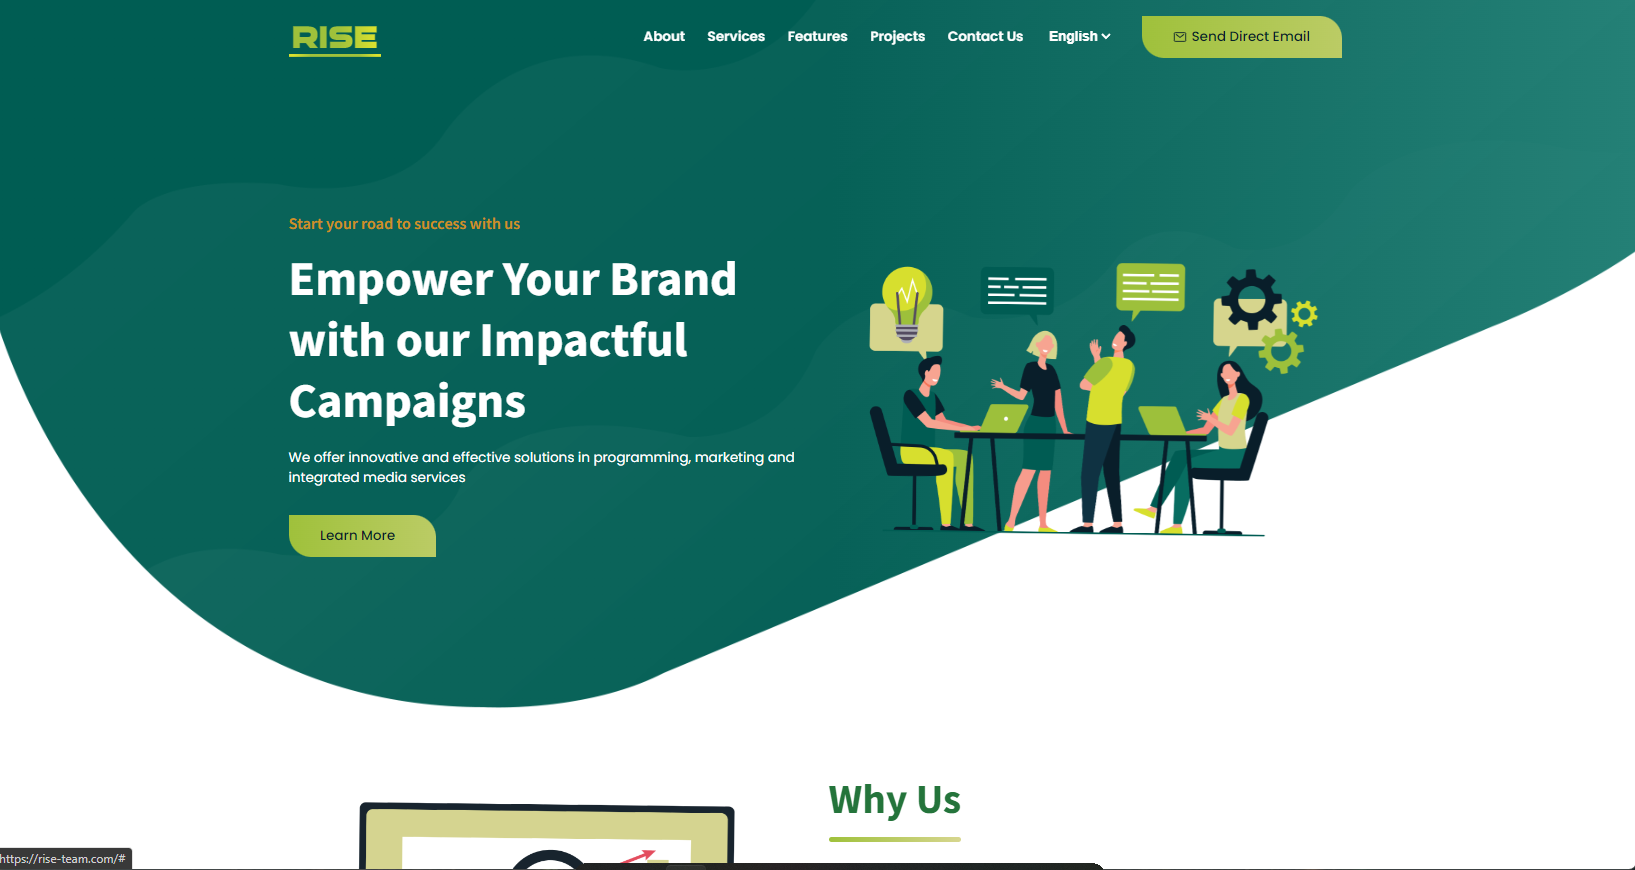 RISE
About Services Features Projects Contact Us English Send Direct Email
Start your road to success with us
Empower Your Brand
with our Impactful
Campaigns
We offer innovative and effective solutions in programming, marketing and
integrated media services
Learn More
Why Us
https://rise-team.com/#